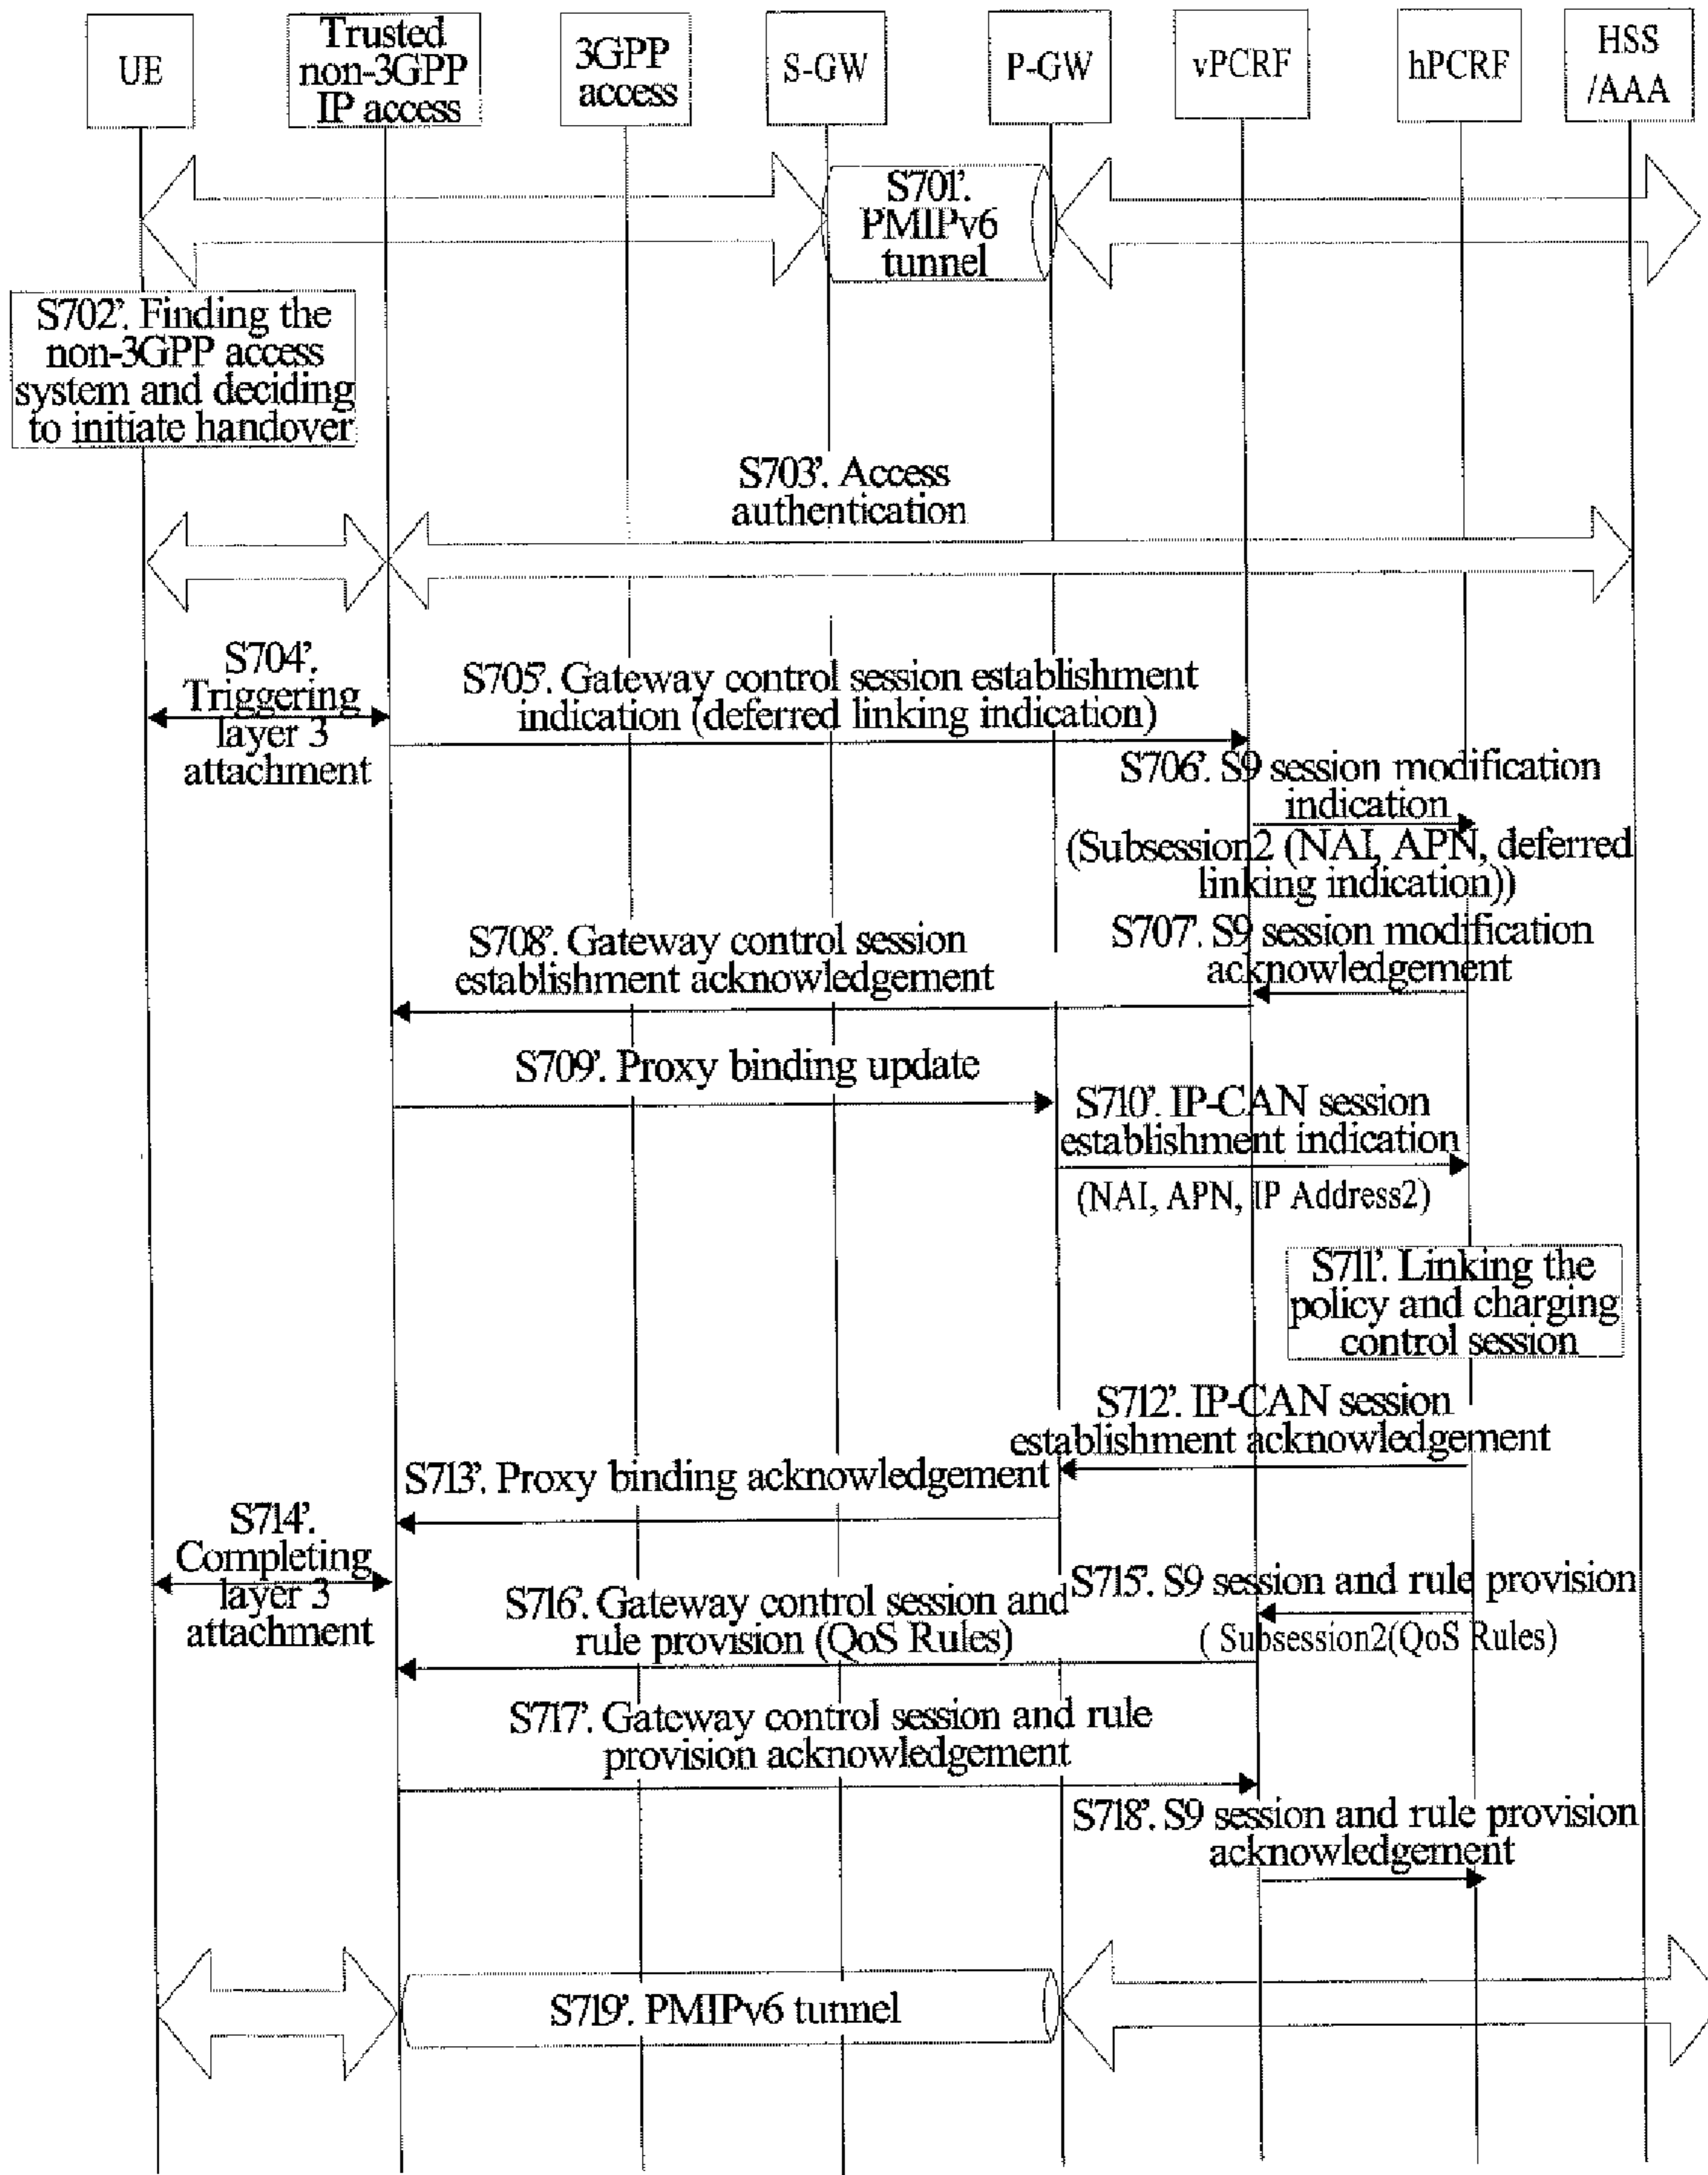 UE
Trusted
non-3GPP
IP access
3GPP
access
S-GW
P-GW
vPCRF
hPCRF
HSS
/AAA
S701'.
PMIPv6
tunnel
S702'. Finding the
non-3GPP access
system and deciding
to initiate handover
S703'. Access
authentication
S704'.
Triggering
layer 3
attachment
S705'. Gateway control session establishment
indication (deferred linking indication)
S706'. S9 session modification
indication
(Subsession2 (NAI, APN, deferred
linking indication))
S707'. S9 session modification
acknowledgement
S708'. Gateway control session
establishment acknowledgement
S709'. Proxy binding update
S710'. IP-CAN session
establishment indication
(NAI, APN, IP Address2)
S711'. Linking the
policy and charging
control session
S712'. IP-CAN session
establishment acknowledgement
S713'. Proxy binding acknowledgement
S714'.
Completing
layer 3
attachment
S715'. S9 session and rule provision
( Subsession2(QoS Rules)
S716'. Gateway control session and
rule provision (QoS Rules)
S717'. Gateway control session and rule
provision acknowledgement
S718'. S9 session and rule provision
acknowledgement
S719'. PMIPv6 tunnel